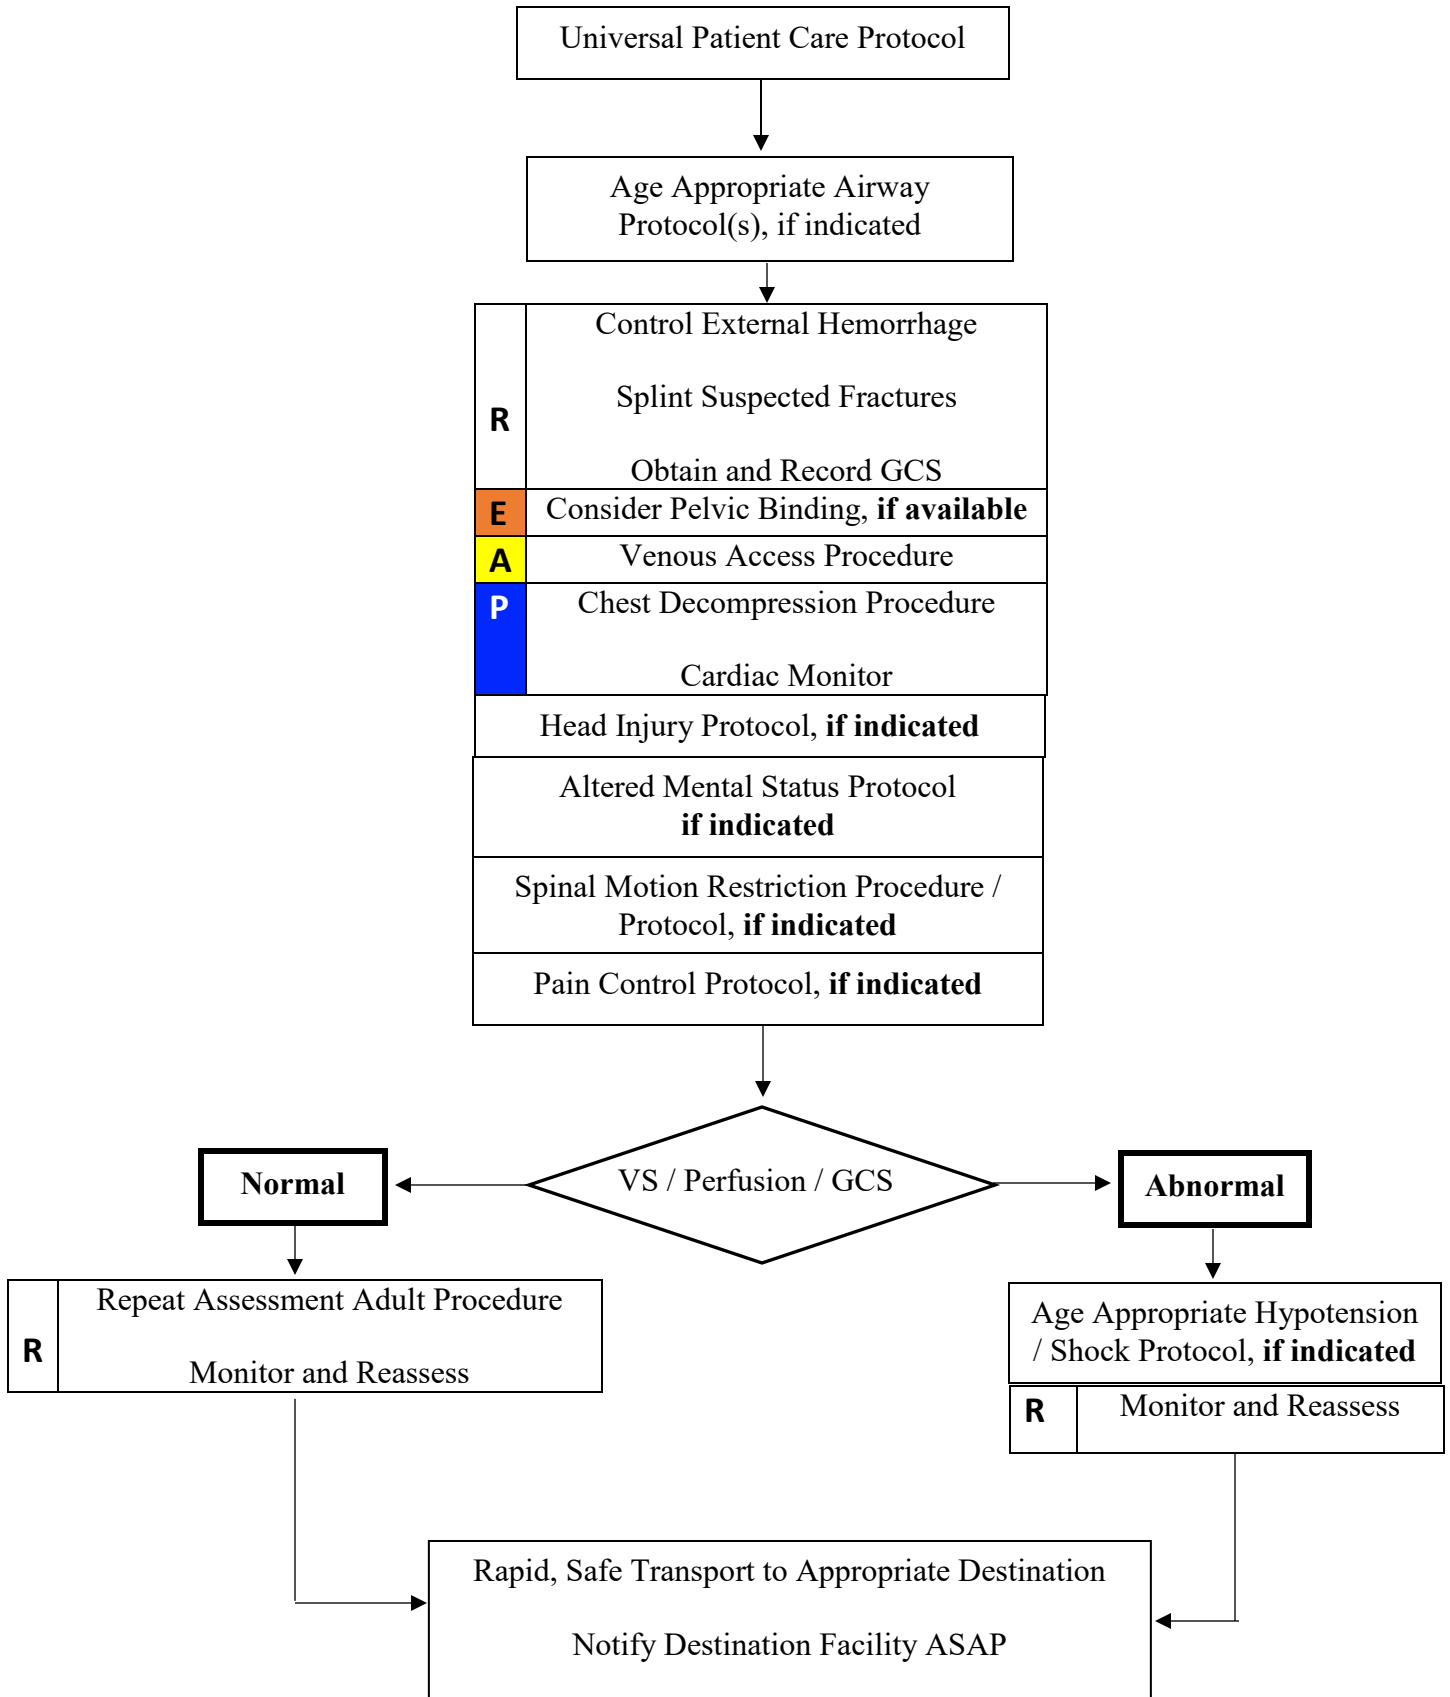 Universal Patient Care Protocol
Age Appropriate Airway
Protocol(s), if indicated
R
Control External Hemorrhage
Splint Suspected Fractures
Obtain and Record GCS
E
Consider Pelvic Binding, if available
A
Venous Access Procedure
P
Chest Decompression Procedure
Cardiac Monitor
Head Injury Protocol, if indicated
Altered Mental Status Protocol
if indicated
Spinal Motion Restriction Procedure /
Protocol, if indicated
Pain Control Protocol, if indicated
VS / Perfusion / GCS
Normal
Abnormal
R
Repeat Assessment Adult Procedure
Monitor and Reassess
Age Appropriate Hypotension
/ Shock Protocol, if indicated
R
Monitor and Reassess
Rapid, Safe Transport to Appropriate Destination
Notify Destination Facility ASAP